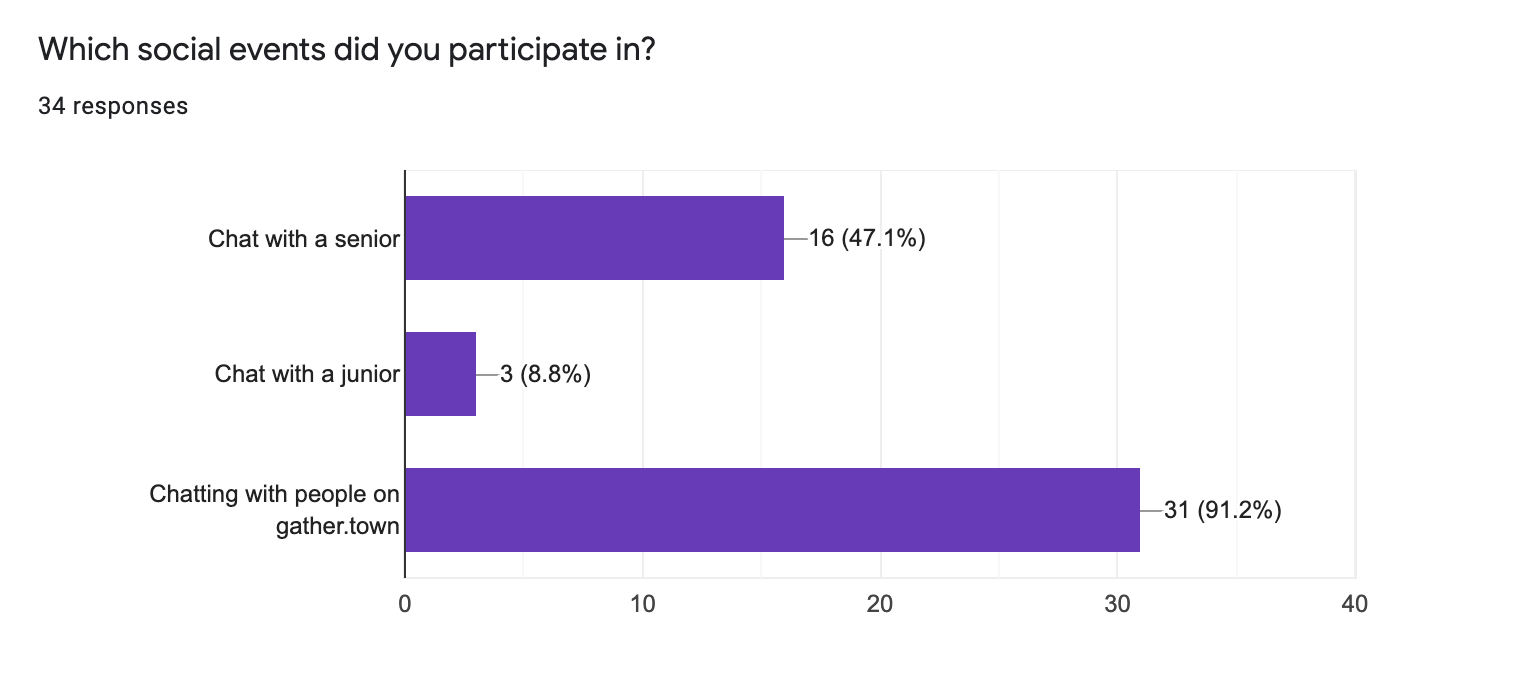 Which social events did you participate in?
34 responses
Chat with a senior
16 (47.1%)
Chat with a junior
3 (8.8%)
Chatting with people on
gather.town
31 (91.2%)
0 10 20 30 40